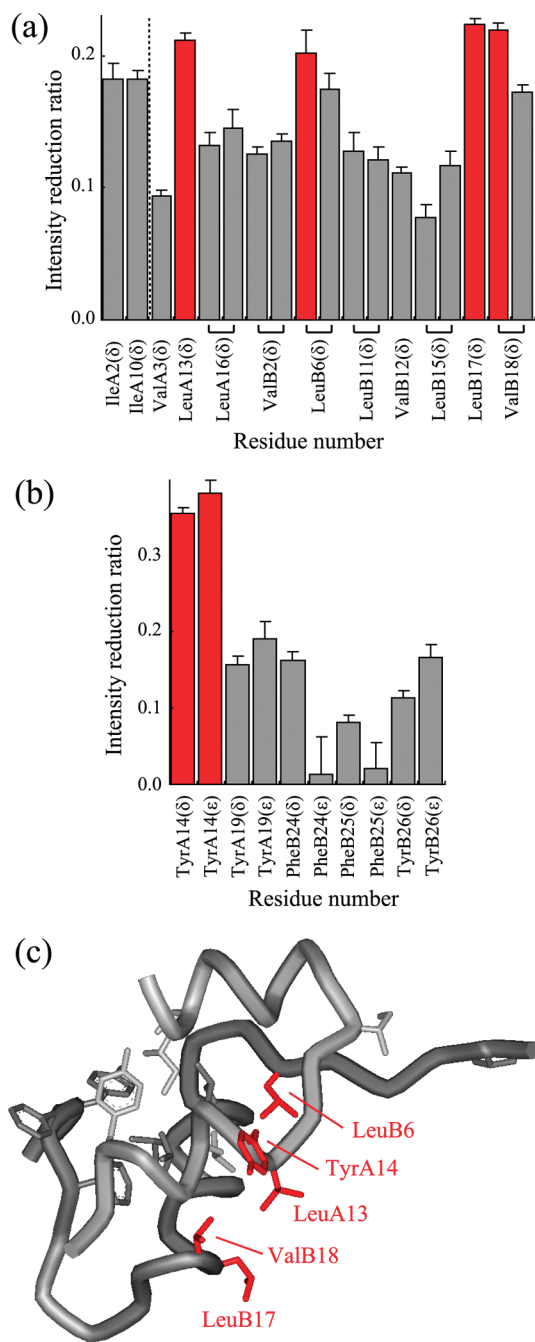 (a)
0.2
0.1
0.0
Intensity reduction ratio
IleA2(δ)
IleA10(δ)
ValA3(δ)
LeuA13(δ)
LeuA16(δ)
ValB2(δ)
LeuB6(δ)
LeuB11(δ)
ValB12(δ)
LeuB15(δ)
LeuB17(δ)
ValB18(δ)
Residue number
(b)
0.3
0.2
0.1
0.0
Intensity reduction ratio
TyrA14(δ)
TyrA14(ε)
TyrA19(δ)
TyrA19(ε)
PheB24(δ)
PheB24(ε)
PheB25(δ)
PheB25(ε)
TyrB26(δ)
TyrB26(ε)
Residue number
(c)
LeuB6
TyrA14
LeuA13
ValB18
LeuB17